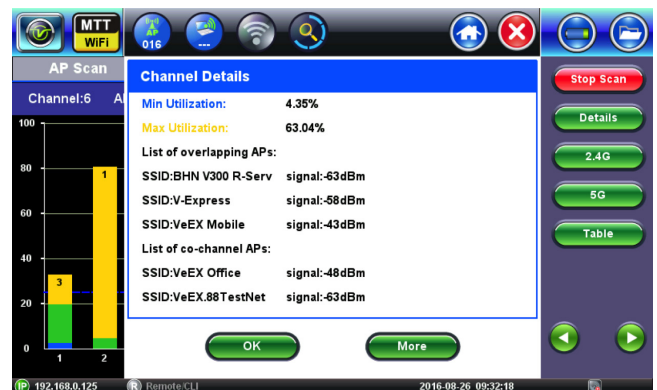 MTT
WiFi
AP
016
---
AP Scan
Channel:6 A
100
80
60
40
20
0
1
3
1 2
Channel Details
Min Utilization: 4.35%
Max Utilization: 63.04%
List of overlapping APs:
SSID:BHN V300 R-Serv signal:-63dBm
SSID:V-Express signal:-58dBm
SSID:VeEX Mobile signal:-43dBm
List of co-channel APs:
SSID:VeEX Office signal:-48dBm
SSID:VeEX.88TestNet signal:-63dBm
OK More
Stop Scan
Details
2.4G
5G
Table
IP 192.168.0.125 R Remote/CLI 2016-08-26 09:32:18